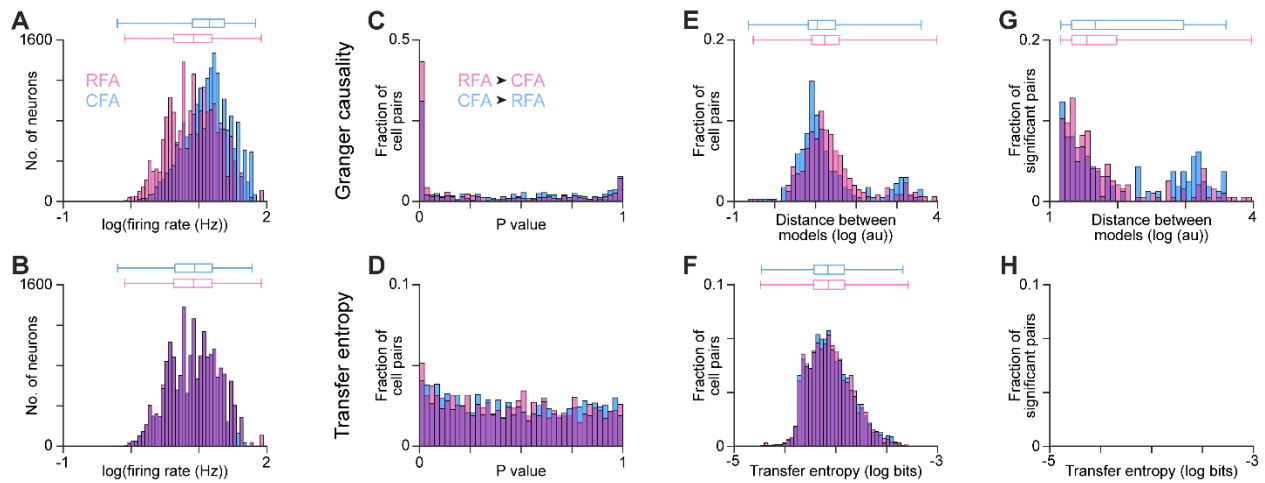 A
1600
RFA
CFA
No. of neurons
0
-1
2
log(firing rate (Hz))
B
1600
No. of neurons
0
-1
2
log(firing rate (Hz))
Granger causality
C
0.5
RFA ➤ CFA
CFA ➤ RFA
Fraction of
cell pairs
0
0
1
P value
Transfer entropy
D
0.1
Fraction of
cell pairs
0
0
1
P value
E
0.2
Fraction of
cell pairs
0
-1
4
Distance between
models (log (au))
F
0.1
Fraction of
cell pairs
0
-5
-3
Transfer entropy (log bits)
G
0.2
Fraction of
significant pairs
0
1
4
Distance between
models (log (au))
H
0.1
Fraction of
significant pairs
0
-5
-3
Transfer entropy (log bits)